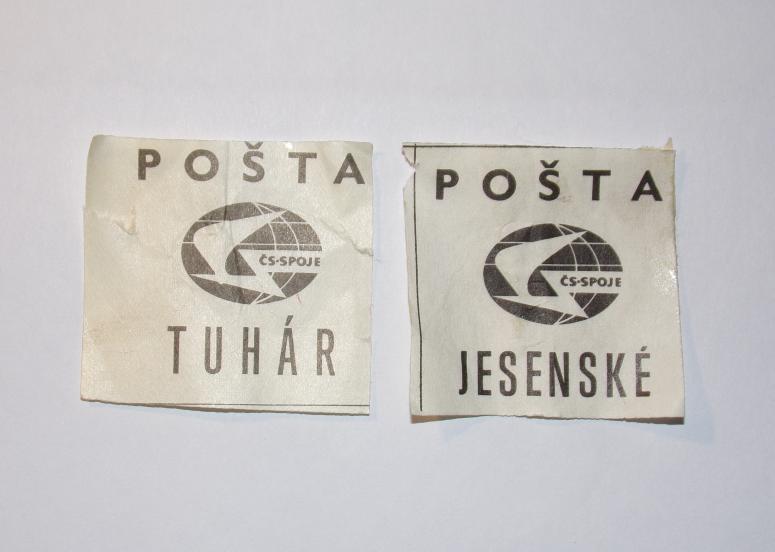 POŠTA
ČS-SPOJE
TUHÁR
POŠTA
ČS-SPOJE
JESENSKÉ